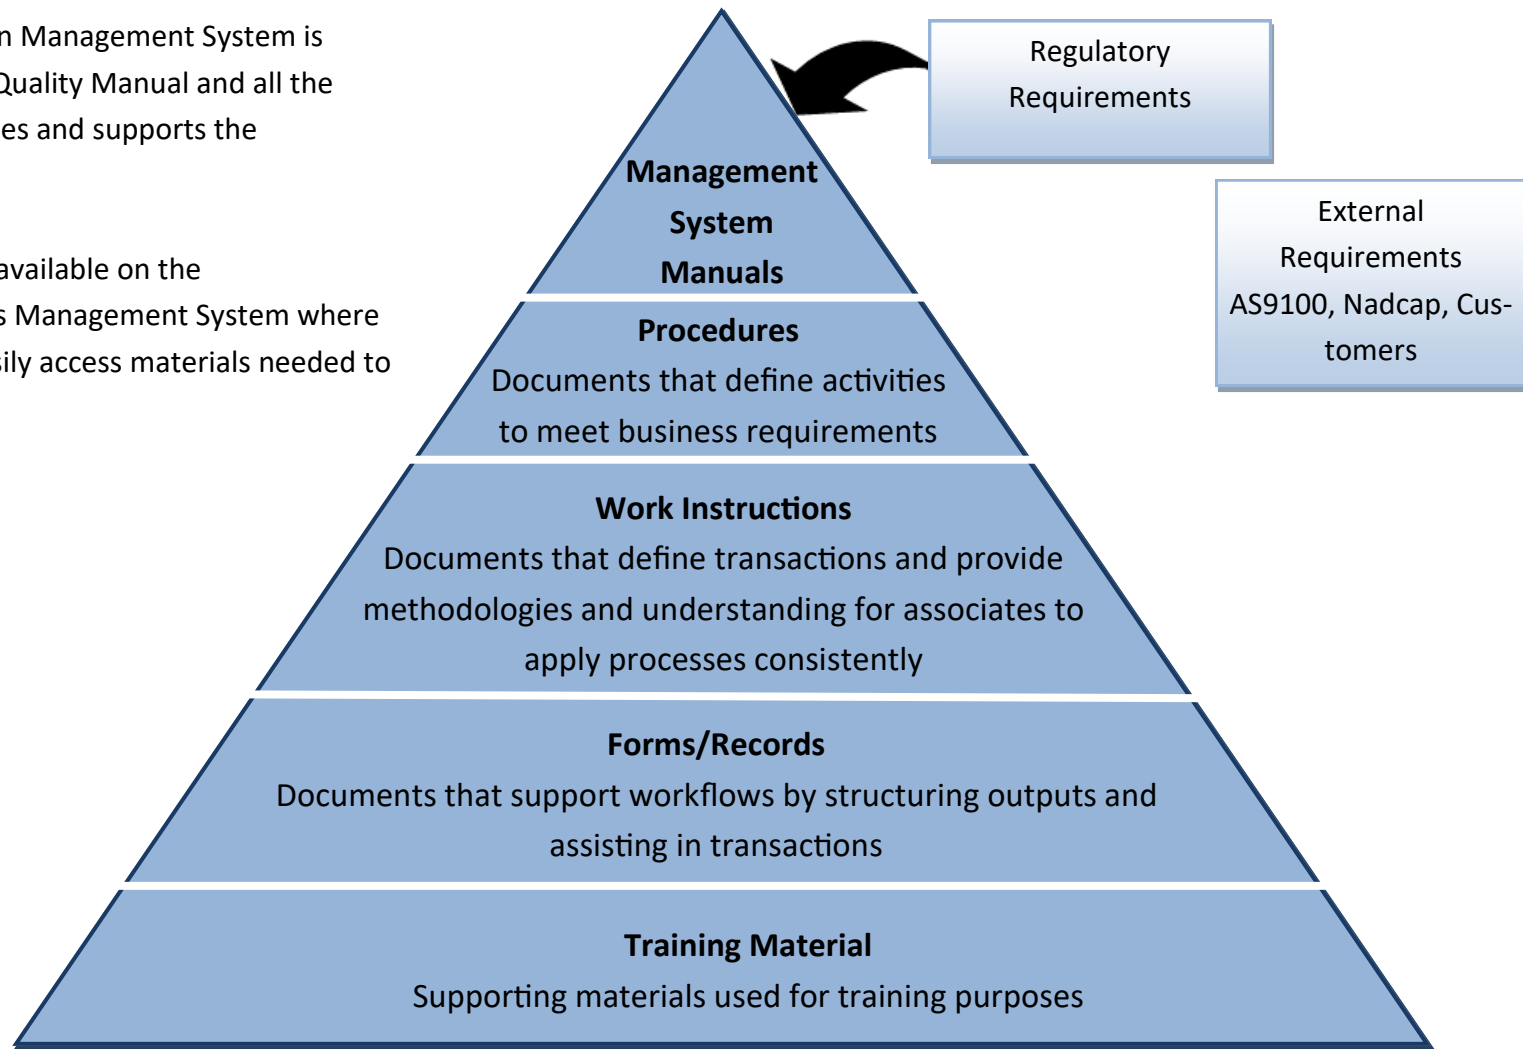 n Management System is
Quality Manual and all the
es and supports the
available on the
s Management System where
sily access materials needed to
Regulatory
Requirements
External
Requirements
AS9100, Nadcap, Cus-
tomers
Management
System
Manuals
Procedures
Documents that define activities
to meet business requirements
Work Instructions
Documents that define transactions and provide
methodologies and understanding for associates to
apply processes consistently
Forms/Records
Documents that support workflows by structuring outputs and
assisting in transactions
Training Material
Supporting materials used for training purposes